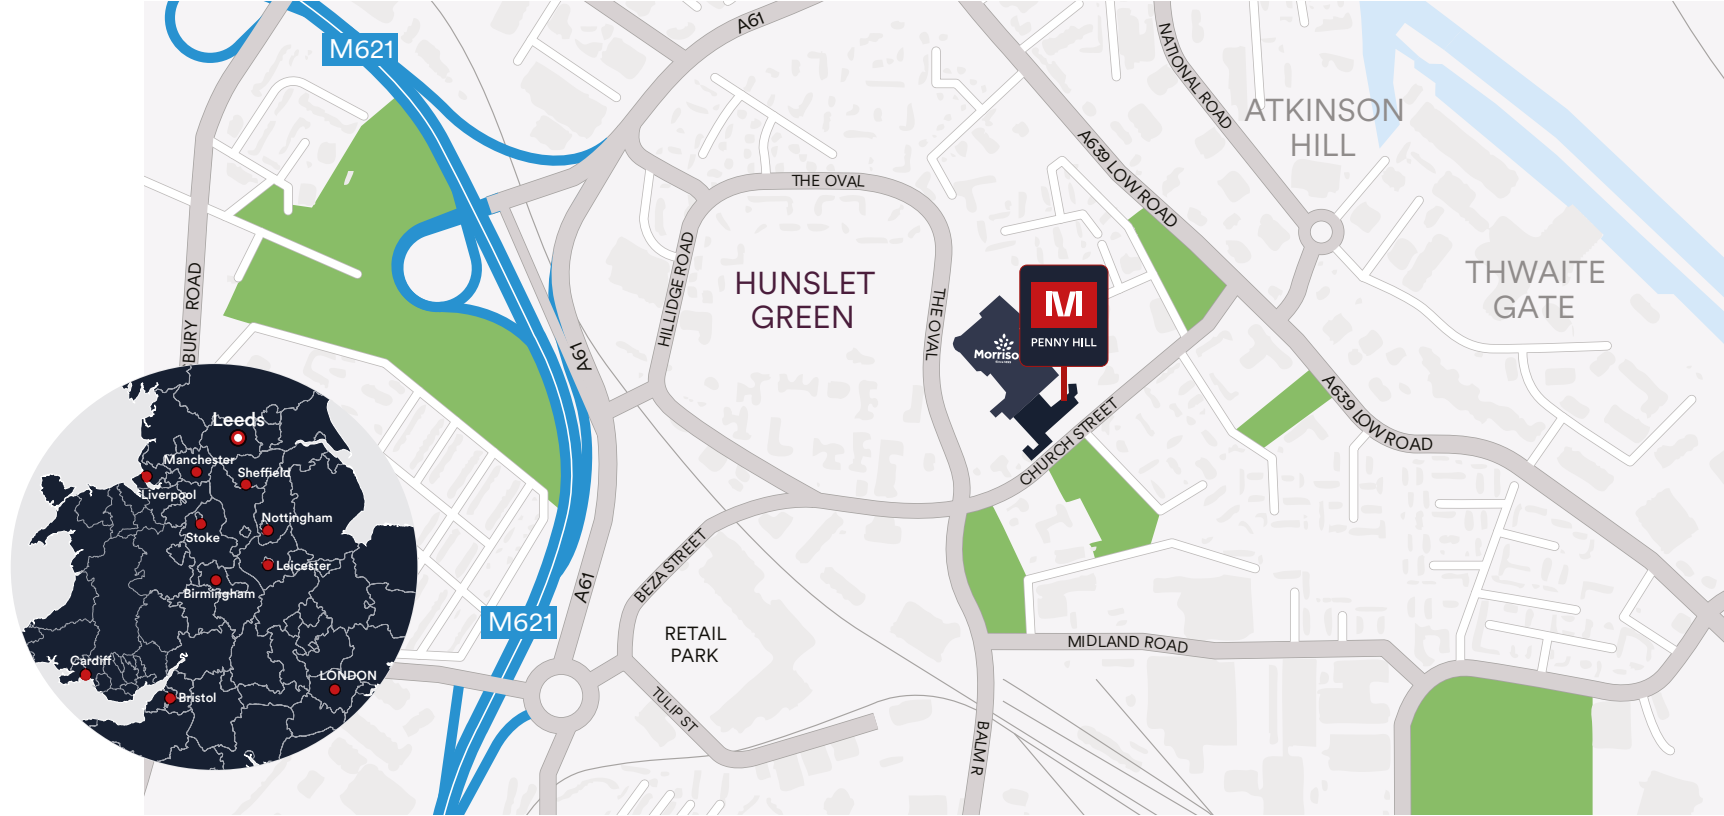 M621
A61
NATIONAL ROAD
ATKINSON
HILL
A639 LOW ROAD
THE OVAL
HILLIDGE ROAD
HUNSLET
GREEN
THE OVAL
THWAITE
GATE
BURY ROAD
M
PENNY HILL
Morriso
A61
A639 LOW ROAD
CHURCH STREET
Leeds
Manchester
Sheffield
Liverpool
Nottingham
Stoke
Leicester
Birmingham
Cardiff
LONDON
Bristol
BEZA STREET
A61
M621
RETAIL
PARK
MIDLAND ROAD
TULIP ST
BALM R